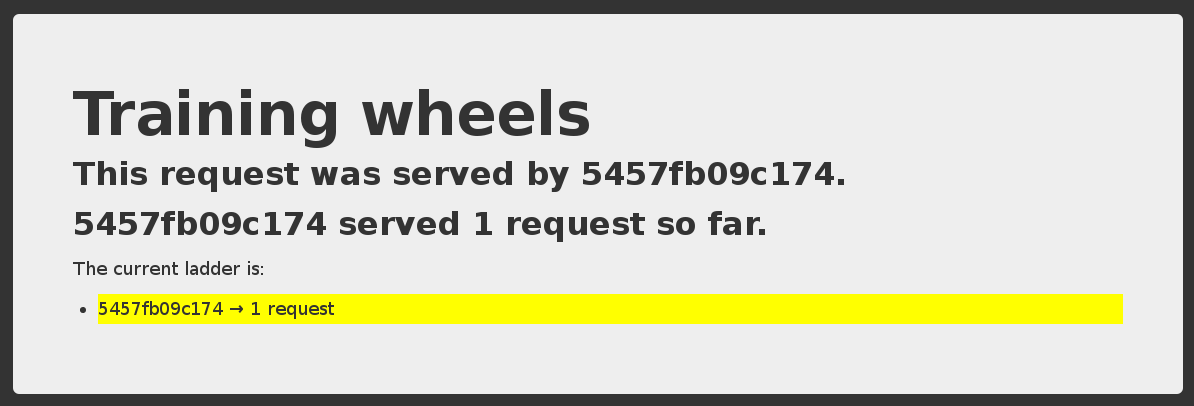 Training wheels
This request was served by 5457fb09c174.
5457fb09c174 served 1 request so far.
The current ladder is:
• 5457fb09c174 → 1 request